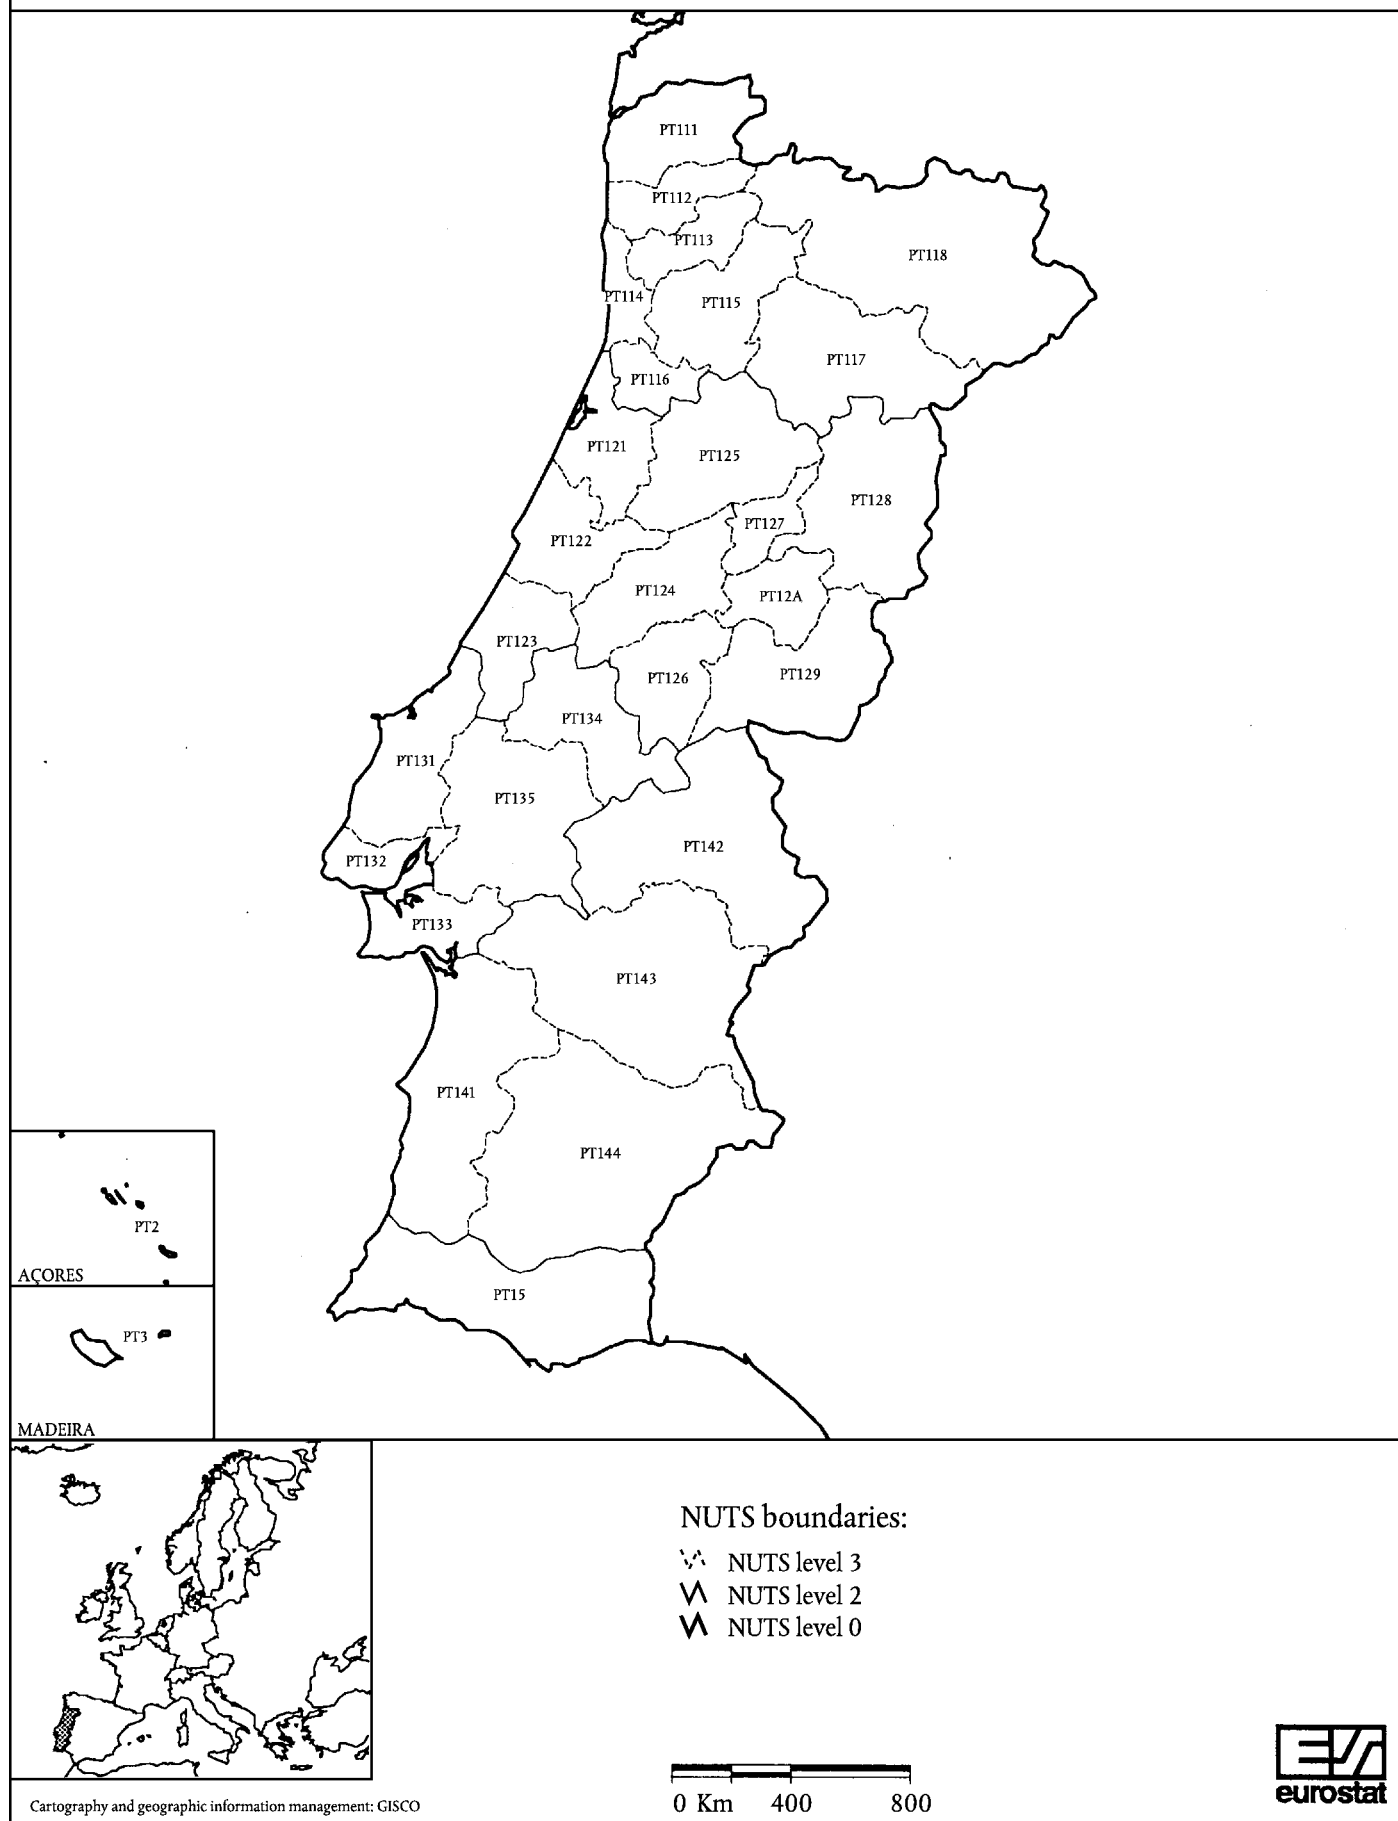 PT111
PT112
PT113
PT118
PT114
PT115
PT117
PT116
PT121
PT125
PT128
PT127
PT122
PT124
PT12A
PT123
PT126
PT129
PT134
PT131
PT135
PT142
PT132
PT133
PT143
PT141
PT144
PT2
AÇORES
PT15
PT3
MADEIRA
NUTS boundaries:
NUTS level 3
NUTS level 2
NUTS level 0
0 Km 400 800
Cartography and geographic information management: GISCO
eurostat